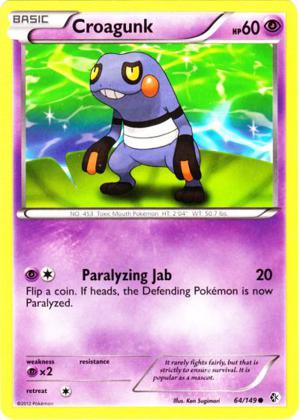 BASIC
Croagunk
HP60
NO. 453 Toxic Mouth Pokémon HT: 2'04" WT: 50.7 lbs.
Paralyzing Jab 20
Flip a coin. If heads, the Defending Pokémon is now
Paralyzed.
weakness
×2
resistance
retreat
It rarely fights fairly, but that is
strictly to ensure survival. It is
popular as a mascot.
©2012 Pokémon
Illus. Ken Sugimori
64/149